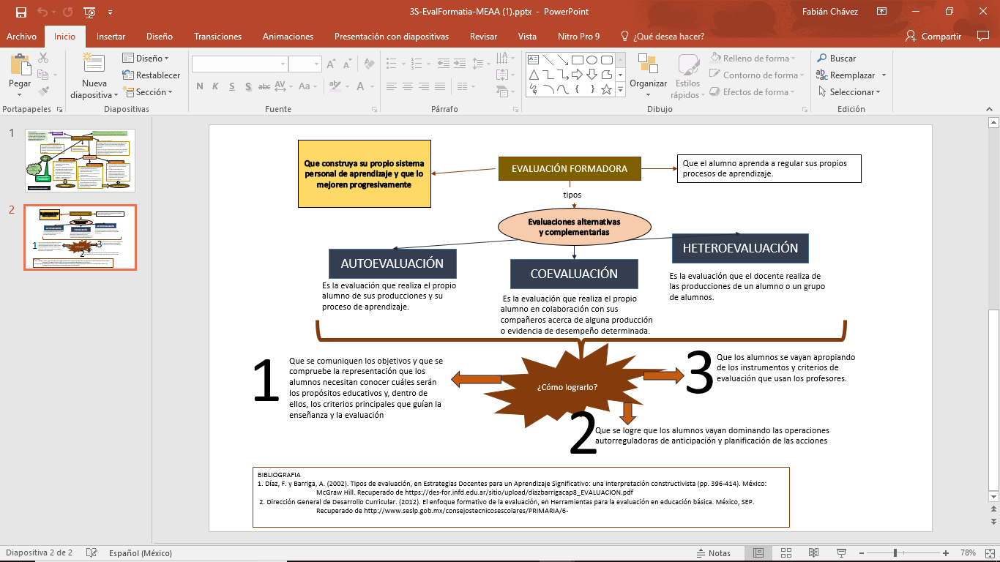 3S-EvalFormatia-MEAA (1).pptx - PowerPoint
Fabián Chávez
Archivo Inicio Insertar Diseño Transiciones Animaciones Presentación con diapositivas Revisar Vista Nitro Pro 9 ¿Qué desea hacer? Compartir
Pegar
Portapapeles
Nueva diapositiva
Diseño
Restablecer
Sección
Diapositivas
N K S S abc AV Aa A
Fuente
Párrafo
Organizar
Estilos rápidos
Relleno de forma
Contorno de forma
Efectos de forma
Dibujo
Buscar
Reemplazar
Seleccionar
Edición
1
2
Que construya su propio sistema
personal de aprendizaje y que lo
mejoren progresivamente
EVALUACIÓN FORMADORA
Que el alumno aprenda a regular sus propios
procesos de aprendizaje.
tipos
Evaluaciones alternativas
y complementarias
AUTOEVALUACIÓN
Es la evaluación que realiza el propio
alumno de sus producciones y su
proceso de aprendizaje.
COEVALUACIÓN
Es la evaluación que realiza el propio
alumno en colaboración con sus
compañeros acerca de alguna producción
o evidencia de desempeño determinada.
HETEROEVALUACIÓN
Es la evaluación que el docente realiza de
las producciones de un alumno o un grupo
de alumnos.
¿Cómo lograrlo?
1
Que se comuniquen los objetivos y que se
compruebe la representación que los
alumnos necesitan conocer cuáles serán
los propósitos educativos y, dentro de
ellos, los criterios principales que guían la
enseñanza y la evaluación
2
Que se logre que los alumnos vayan dominando las operaciones
autorreguladoras de anticipación y planificación de las acciones
3
Que los alumnos se vayan apropiando
de los instrumentos y criterios de
evaluación que usan los profesores.
BIBLIOGRAFIA
1. Díaz, F. y Barriga, A. (2002). Tipos de evaluación, en Estrategias Docentes para un Aprendizaje Significativo: una interpretación constructivista (pp. 396-414). México:
McGraw Hill. Recuperado de https://des-for.infd.edu.ar/sitio/upload/diazbarrigacap8_EVALUACION.pdf
2. Dirección General de Desarrollo Curricular. (2012). El enfoque formativo de la evaluación, en Herramientas para la evaluación en educación básica. México, SEP.
Recuperado de http://www.seslp.gob.mx/consejostecnicosescolares/PRIMARIA/6-
Diapositiva 2 de 2 Español (México) Notas 78%